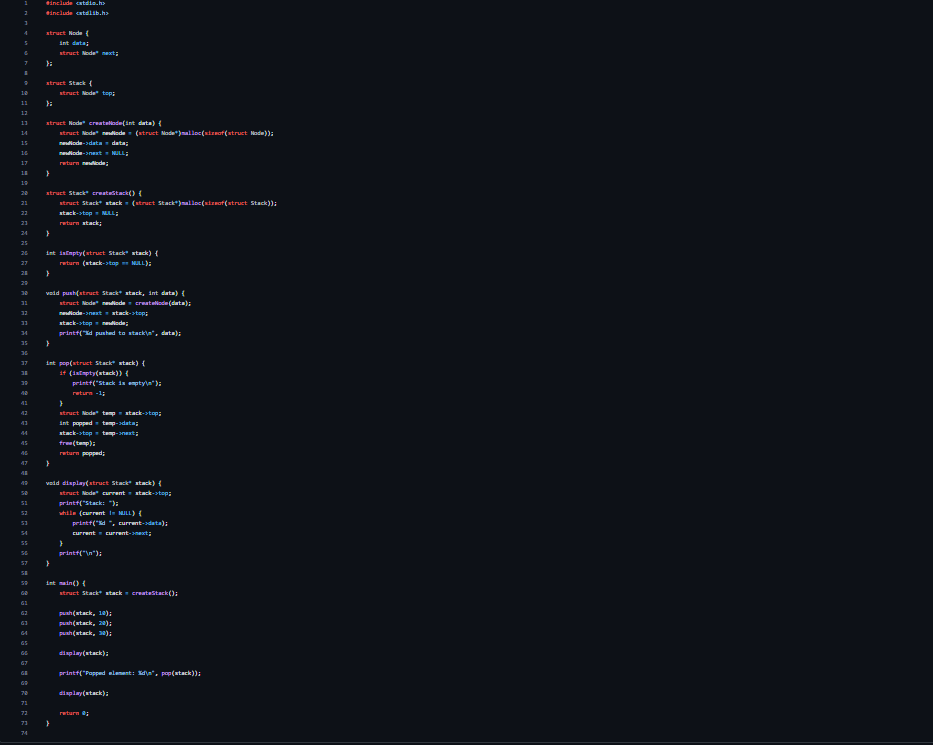 1 #include <stdio.h>
2 #include <stdlib.h>
3
4 struct Node {
5     int data;
6     struct Node* next;
7 };
8
9 struct Stack {
10     struct Node* top;
11 };
12
13 struct Node* createNode(int data) {
14     struct Node* newNode = (struct Node*)malloc(sizeof(struct Node));
15     newNode->data = data;
16     newNode->next = NULL;
17     return newNode;
18 }
19
20 struct Stack* createStack() {
21     struct Stack* stack = (struct Stack*)malloc(sizeof(struct Stack));
22     stack->top = NULL;
23     return stack;
24 }
25
26 int isEmpty(struct Stack* stack) {
27     return (stack->top == NULL);
28 }
29
30 void push(struct Stack* stack, int data) {
31     struct Node* newNode = createNode(data);
32     newNode->next = stack->top;
33     stack->top = newNode;
34     printf("%d pushed to stack\n", data);
35 }
36
37 int pop(struct Stack* stack) {
38     if (isEmpty(stack)) {
39         printf("Stack is empty\n");
40         return -1;
41     }
42     struct Node* temp = stack->top;
43     int popped = temp->data;
44     stack->top = temp->next;
45     free(temp);
46     return popped;
47 }
48
49 void display(struct Stack* stack) {
50     struct Node* current = stack->top;
51     printf("Stack: ");
52     while (current != NULL) {
53         printf("%d ", current->data);
54         current = current->next;
55     }
56     printf("\n");
57 }
58
59 int main() {
60     struct Stack* stack = createStack();
61
62     push(stack, 10);
63     push(stack, 20);
64     push(stack, 30);
65
66     display(stack);
67
68     printf("Popped element: %d\n", pop(stack));
69
70     display(stack);
71
72     return 0;
73 }
74